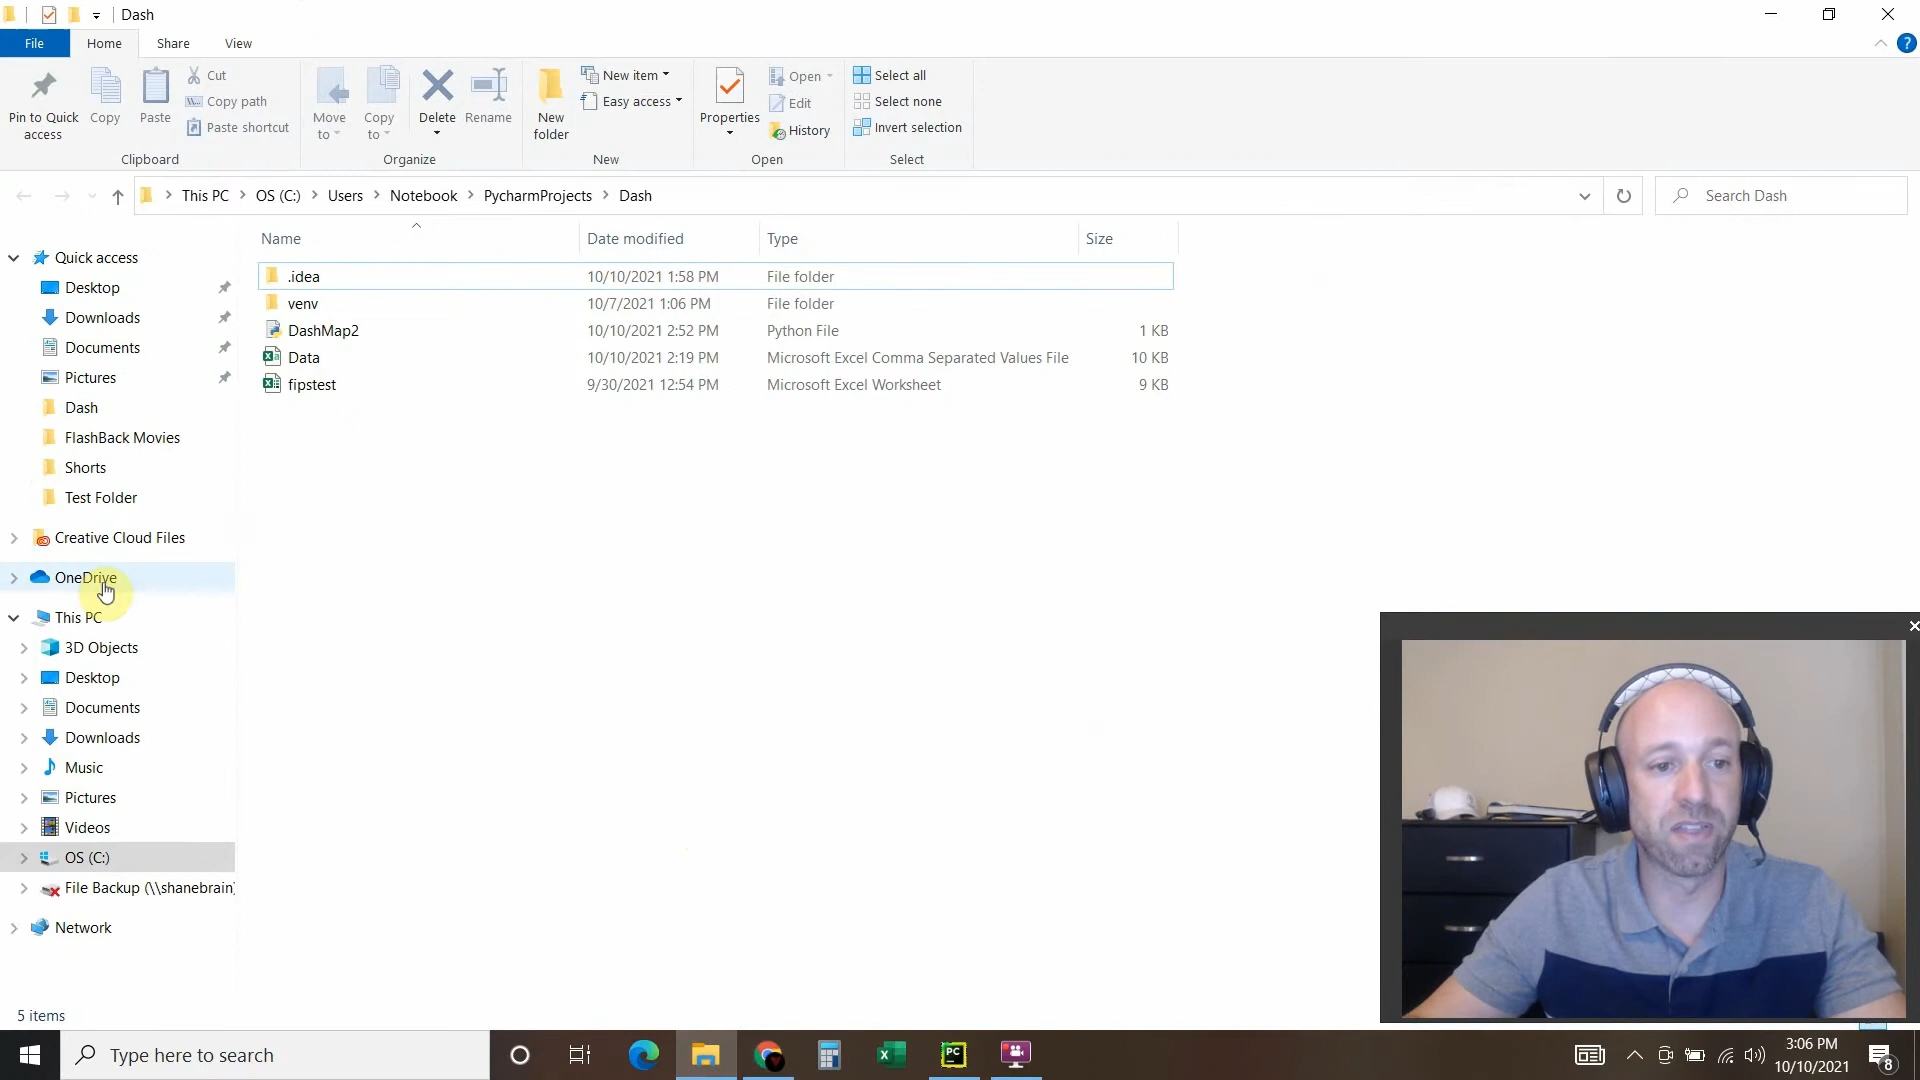 Dash
File Home Share View
Pin to Quick access
Copy
Paste
Cut
Copy path
Paste shortcut
Clipboard
Move to
Copy to
Delete
Rename
Organize
New folder
New item
Easy access
New
Properties
Open
Edit
History
Open
Select all
Select none
Invert selection
Select
This PC > OS (C:) > Users > Notebook > PycharmProjects > Dash
Search Dash
Name Date modified Type Size
.idea 10/10/2021 1:58 PM File folder
venv 10/7/2021 1:06 PM File folder
DashMap2 10/10/2021 2:52 PM Python File 1 KB
Data 10/10/2021 2:19 PM Microsoft Excel Comma Separated Values File 10 KB
fipstest 9/30/2021 12:54 PM Microsoft Excel Worksheet 9 KB
Quick access
Desktop
Downloads
Documents
Pictures
Dash
FlashBack Movies
Shorts
Test Folder
Creative Cloud Files
OneDrive
This PC
3D Objects
Desktop
Documents
Downloads
Music
Pictures
Videos
OS (C:)
File Backup (\\shanebrain)
Network
5 items
Type here to search
PC
3:06 PM
10/10/2021
8